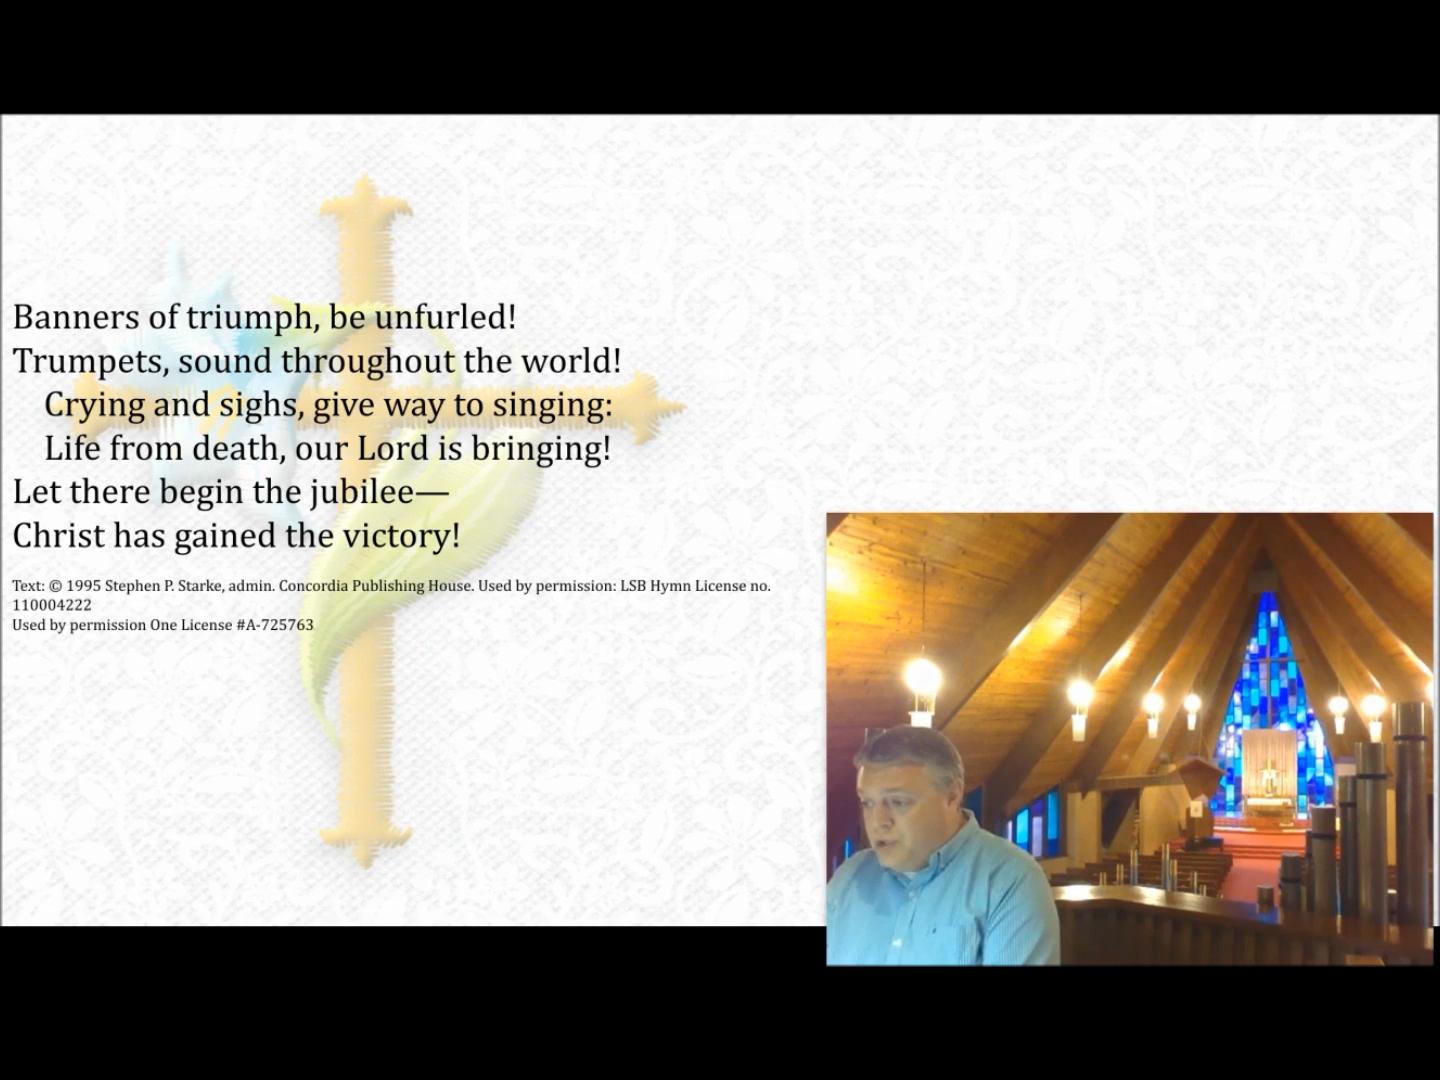 Banners of triumph, be unfurled!
Trumpets, sound throughout the world!
Crying and sighs, give way to singing:
Life from death, our Lord is bringing!
Let there begin the jubilee—
Christ has gained the victory!
Text: © 1995 Stephen P. Starke, admin. Concordia Publishing House. Used by permission: LSB Hymn License no.
110004222
Used by permission One License #A-725763